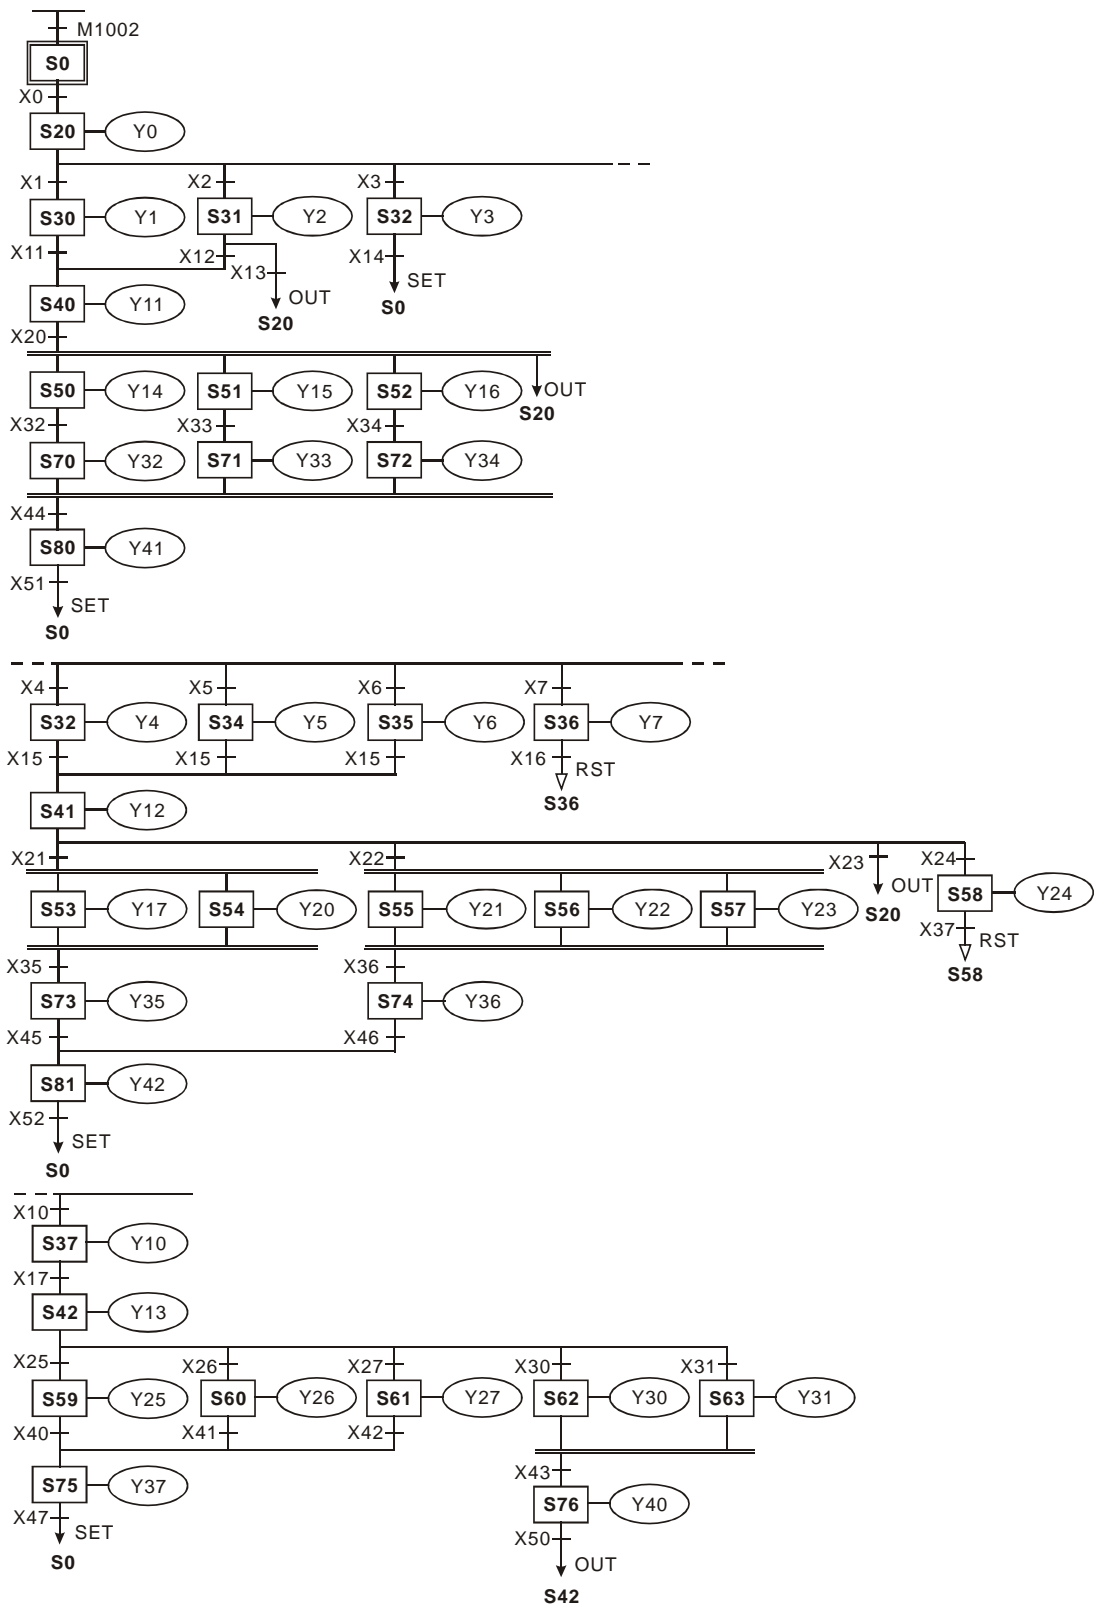 M1002
S0
X0
S20 Y0
X1 X2 X3
S30 Y1 S31 Y2 S32 Y3
X11 X12 X13 X14
SET
OUT
S0
S40 Y11
S20
X20
S50 Y14 S51 Y15 S52 Y16 OUT
S20
X32 X33 X34
S70 Y32 S71 Y33 S72 Y34
X44
S80 Y41
X51
SET
S0
X4 X5 X6 X7
S32 Y4 S34 Y5 S35 Y6 S36 Y7
X15 X15 X15 X16
RST
S36
S41 Y12
X21 X22 X23 X24
OUT
S53 Y17 S54 Y20 S55 Y21 S56 Y22 S57 Y23 S20 S58 Y24
X37
RST
X35 X36 S58
S73 Y35 S74 Y36
X45 X46
S81 Y42
X52
SET
S0
X10
S37 Y10
X17
S42 Y13
X25 X26 X27 X30 X31
S59 Y25 S60 Y26 S61 Y27 S62 Y30 S63 Y31
X40 X41 X42
X43
S75 Y37
S76 Y40
X47
SET
X50
S0
OUT
S42